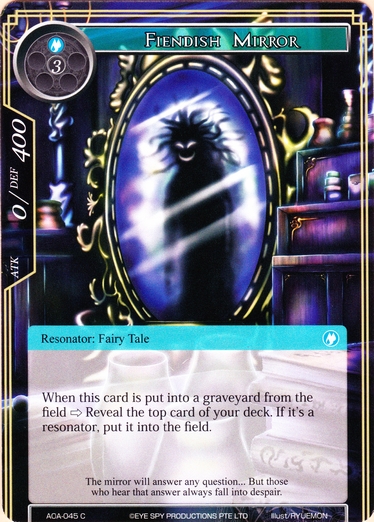 3
Fiendish Mirror
ATK 0/ DEF 400
Resonator: Fairy Tale
When this card is put into a graveyard from the
field ⇨ Reveal the top card of your deck. If it's a
resonator, put it into the field.
The mirror will answer any question... But those
who hear that answer always fall into despair.
AOA-045 C ©EYE SPY PRODUCTIONS PTE LTD Illust/RYUEMON